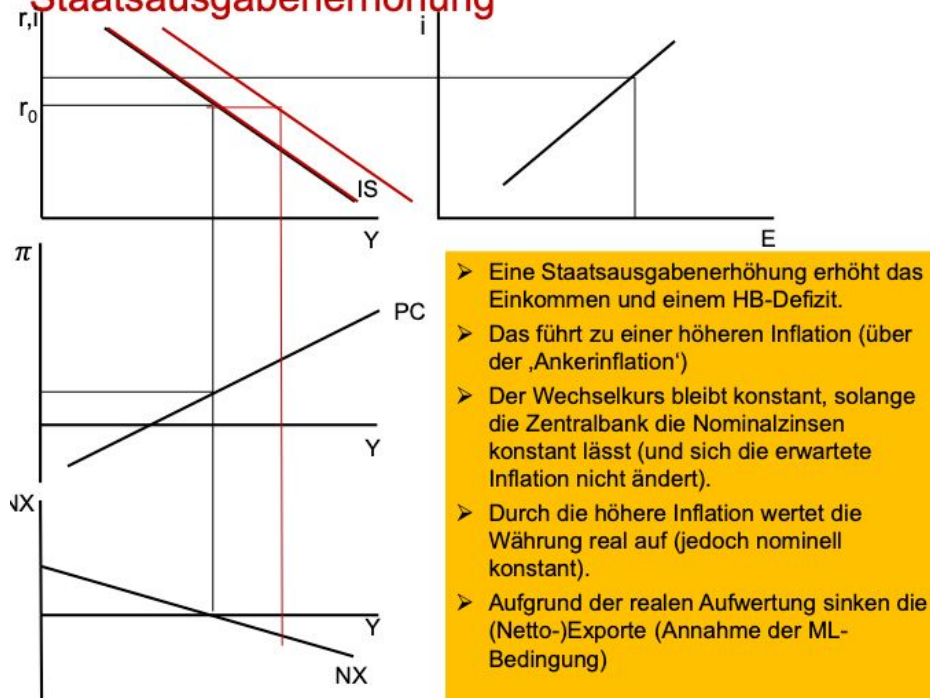 Staatsausgabenerhöhung
r,i
i
r0
IS
Y
E
π
PC
Y
NX
Y
NX
➢ Eine Staatsausgabenerhöhung erhöht das
Einkommen und einem HB-Defizit.
➢ Das führt zu einer höheren Inflation (über
der ‚Ankerinflation‘)
➢ Der Wechselkurs bleibt konstant, solange
die Zentralbank die Nominalzinsen
konstant lässt (und sich die erwartete
Inflation nicht ändert).
➢ Durch die höhere Inflation wertet die
Währung real auf (jedoch nominell
konstant).
➢ Aufgrund der realen Aufwertung sinken die
(Netto-)Exporte (Annahme der ML-
Bedingung)